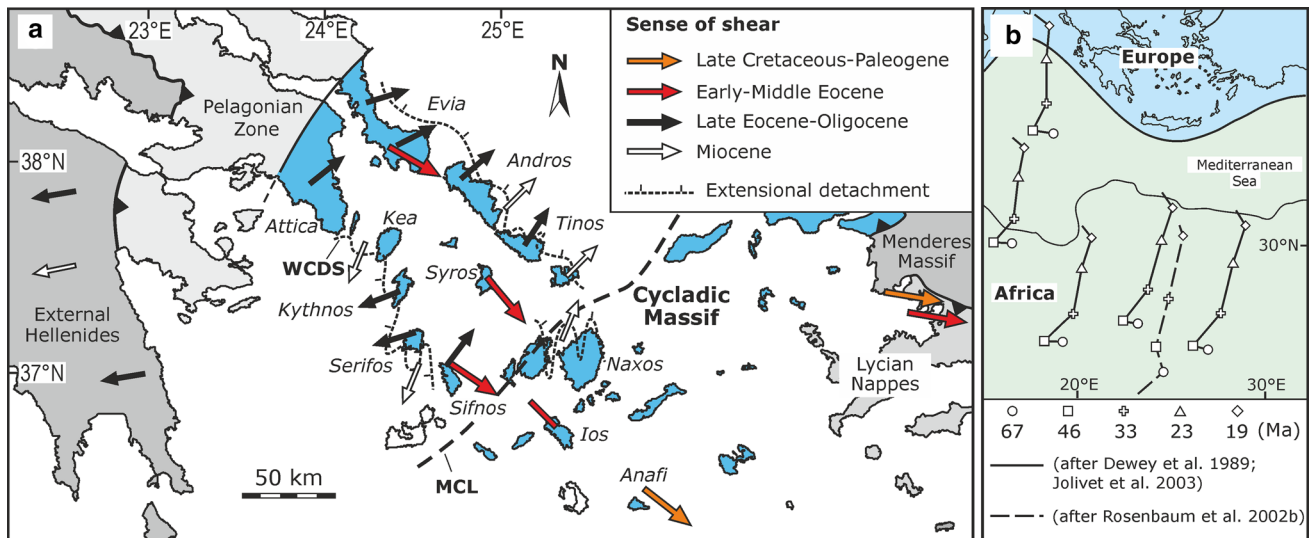 a
23°E
24°E
25°E
38°N
37°N
N
Pelagonian
Zone
Evia
Andros
Tinos
Attica
Kea
WCDS
Syros
Kythnos
Serifos
Sifnos
Naxos
Ios
Anafi
MCL
Cycladic
Massif
Menderes
Massif
Lycian
Nappes
External
Hellenides
50 km
Sense of shear
Late Cretaceous-Paleogene
Early-Middle Eocene
Late Eocene-Oligocene
Miocene
Extensional detachment
b
Europe
Mediterranean
Sea
30°N
Africa
20°E
30°E
67 46 33 23 19 (Ma)
(after Dewey et al. 1989;
Jolivet et al. 2003)
(after Rosenbaum et al. 2002b)